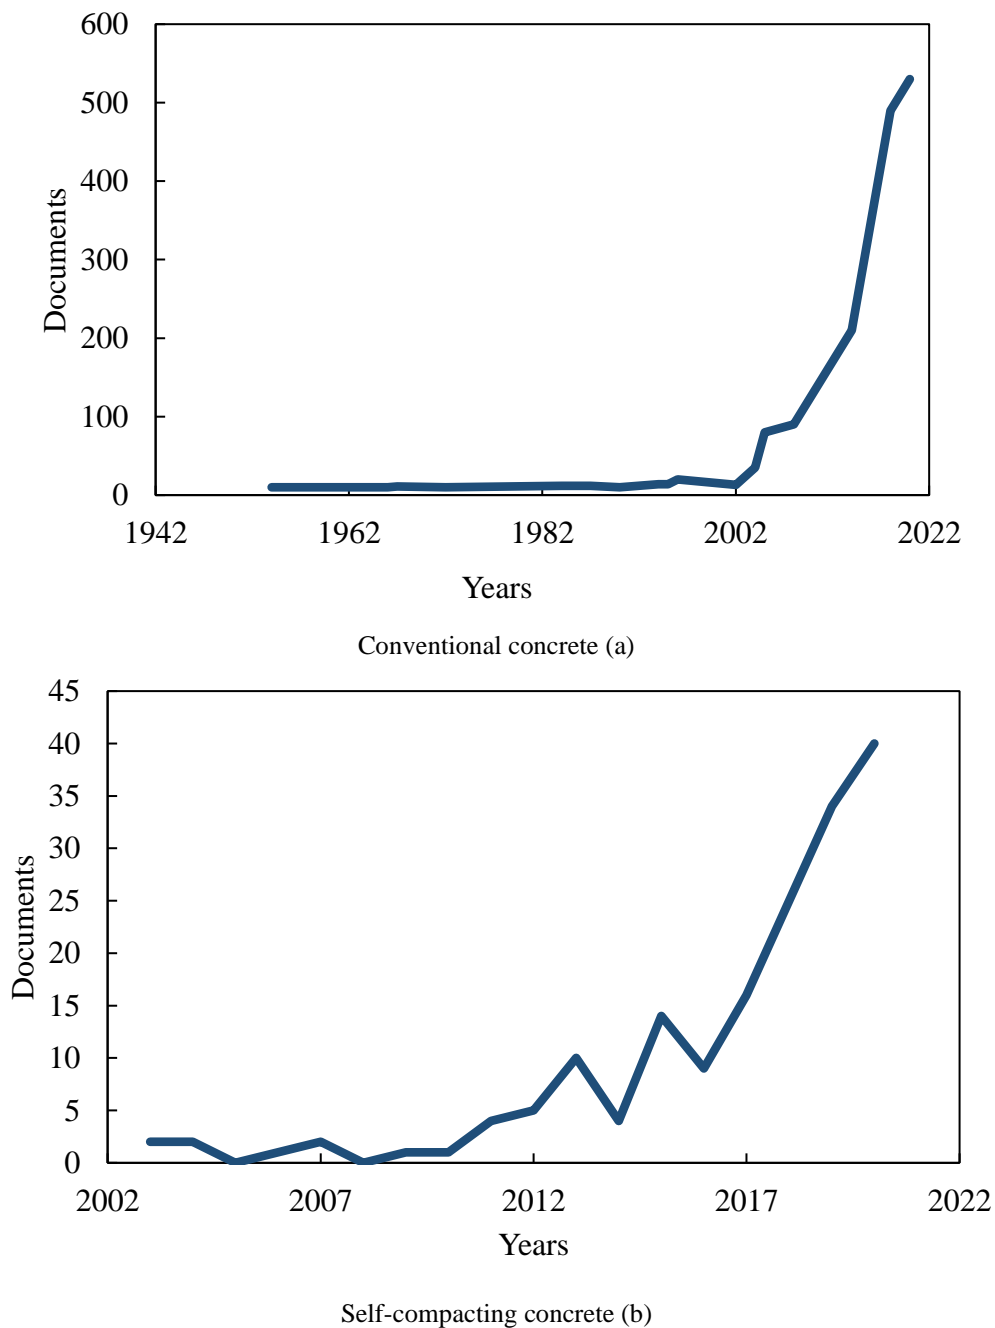 600
500
400
300
200
100
0
Documents
1942 1962 1982 2002 2022
Years
Conventional concrete (a)
45
40
35
30
25
20
15
10
5
0
Documents
2002 2007 2012 2017 2022
Years
Self-compacting concrete (b)